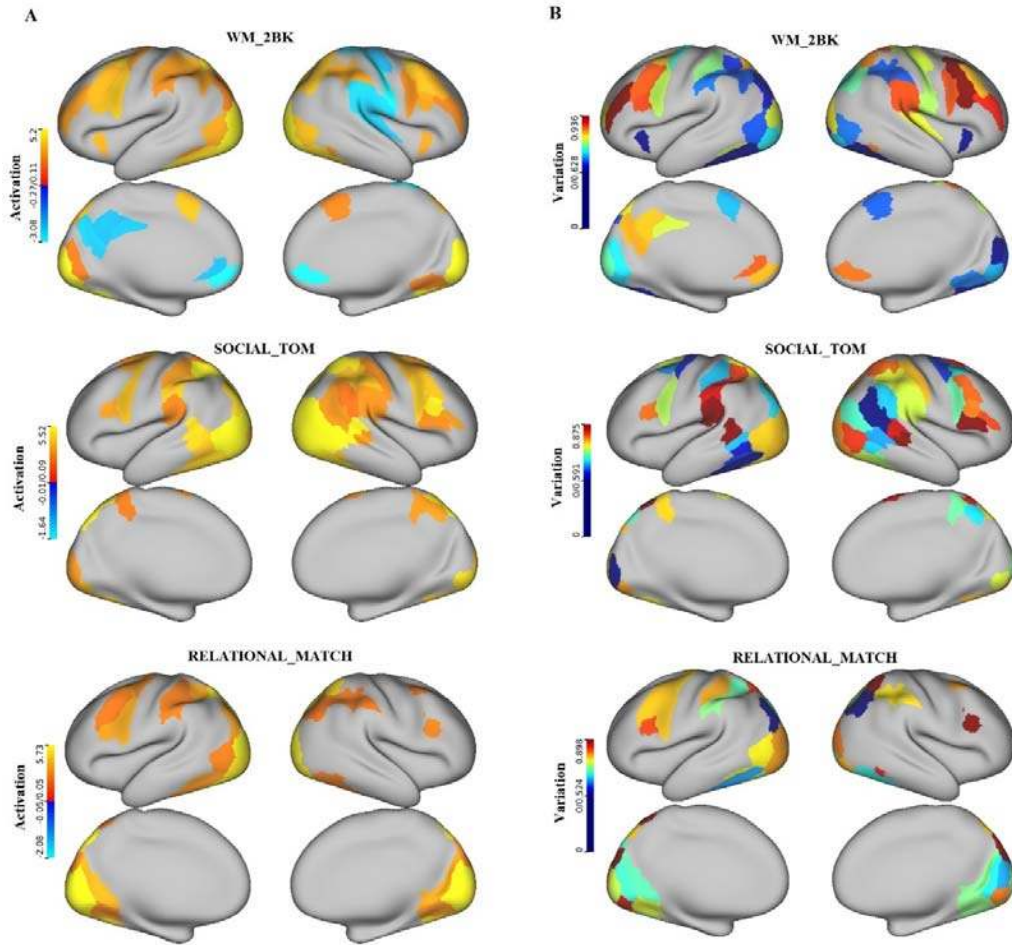 A
B
WM_2BK
WM_2BK
Activation
5.2
-0.27/0.11
-3.08
Variation
0.936
0/0.628
0
SOCIAL_TOM
SOCIAL_TOM
Activation
5.52
-0.01/0.09
-1.64
Variation
0.875
0/0.591
0
RELATIONAL_MATCH
RELATIONAL_MATCH
Activation
5.73
-0.05/0.05
-2.08
Variation
0.898
0/0.524
0